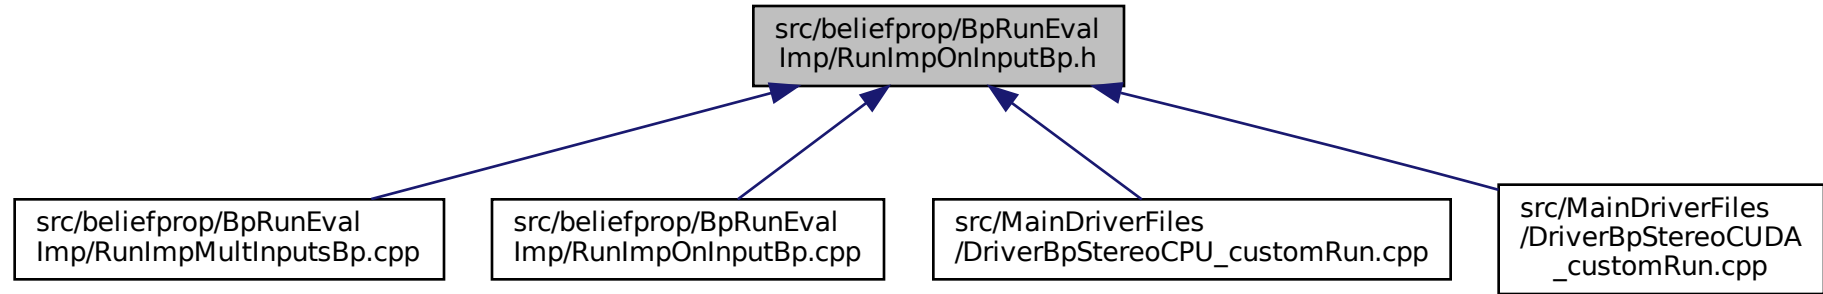 src/beliefprop/BpRunEval
Imp/RunImpOnInputBp.h
src/beliefprop/BpRunEval
Imp/RunImpMultInputsBp.cpp
src/beliefprop/BpRunEval
Imp/RunImpOnInputBp.cpp
src/MainDriverFiles
/DriverBpStereoCPU_customRun.cpp
src/MainDriverFiles
/DriverBpStereoCUDA
_customRun.cpp